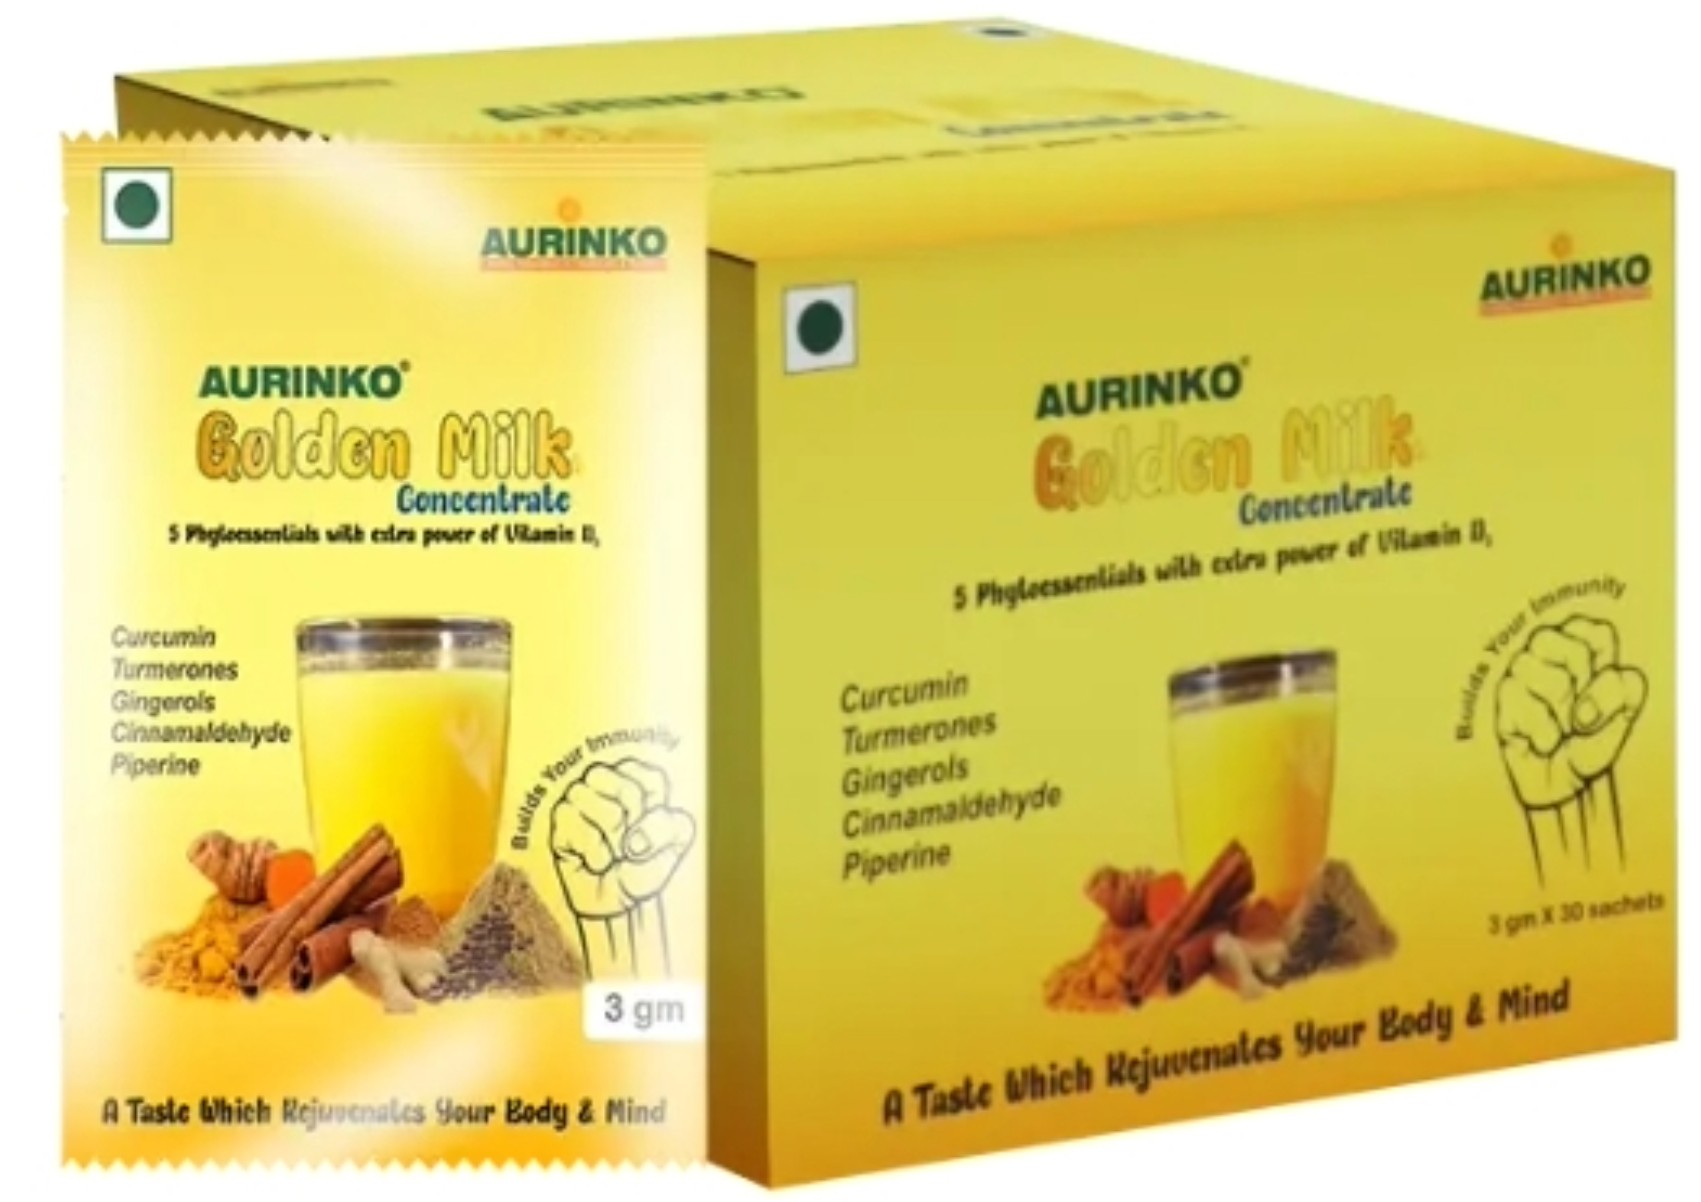 AURINKO
AURINKO®
Golden Milk
Concentrate
5 Phytoessentials with extra power of Vitamin D3
Curcumin
Turmerones
Gingerols
Cinnamaldehyde
Piperine
Builds Your Immunity
3 gm
A Taste Which Rejuvenates Your Body & Mind
AURINKO
Concentrate
AURINKO
AURINKO®
Golden Milk
Concentrate
5 Phytoessentials with extra power of Vitamin D3
Curcumin
Turmerones
Gingerols
Cinnamaldehyde
Piperine
Builds Your Immunity
3 gm X 30 sachets
A Taste Which Rejuvenates Your Body & Mind